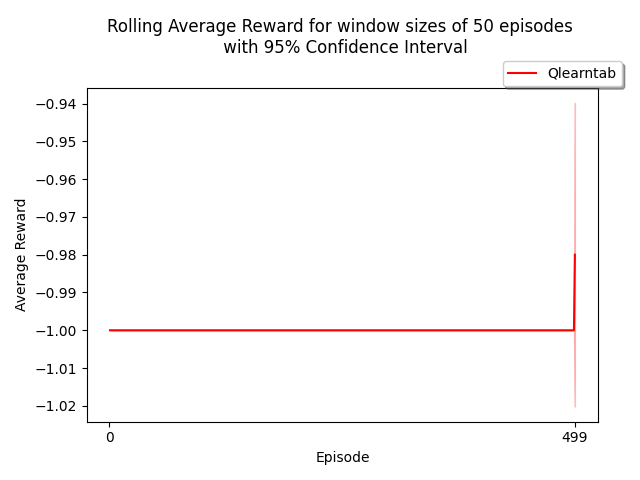 Rolling Average Reward for window sizes of 50 episodes
with 95% Confidence Interval
Qlearntab
−0.94
−0.95
−0.96
−0.97
−0.98
−0.99
−1.00
−1.01
−1.02
Average Reward
0
499
Episode